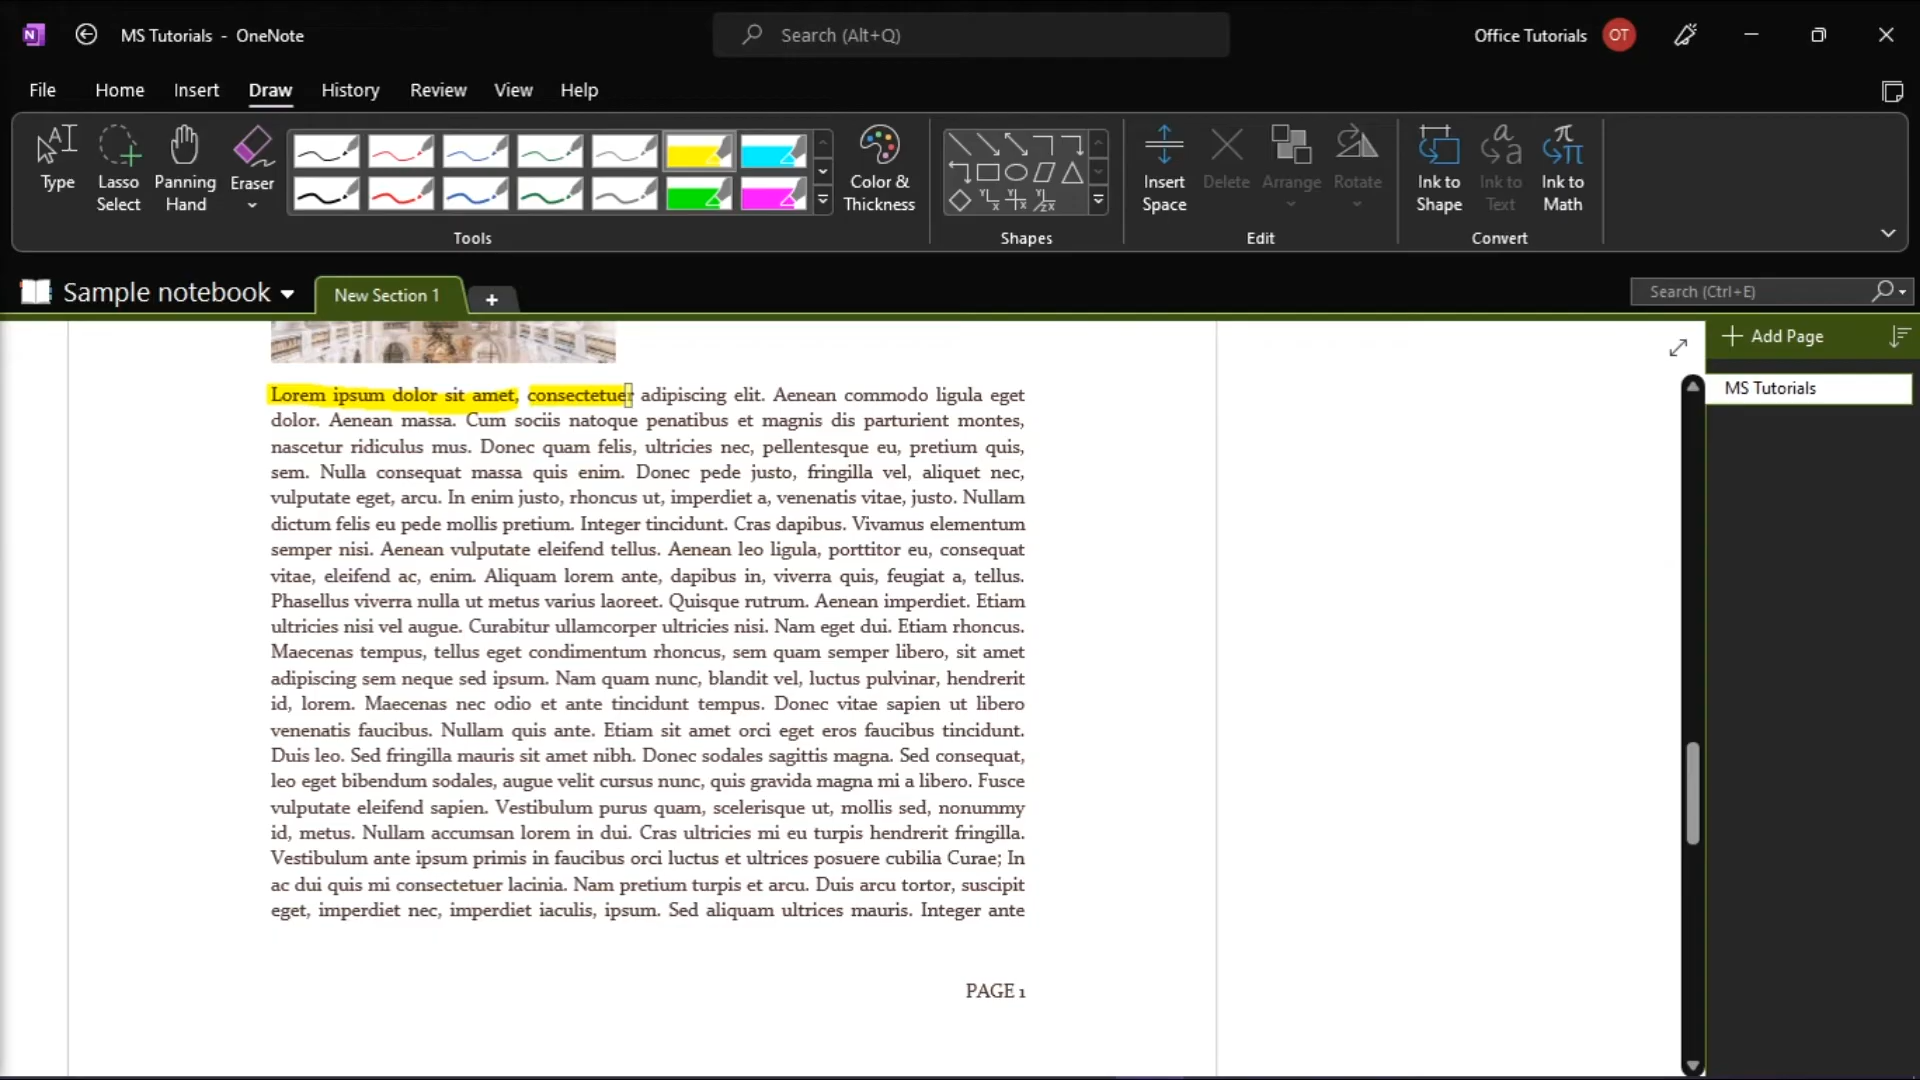 MS Tutorials - OneNote
Search (Alt+Q)
Office Tutorials
OT
File
Home
Insert
Draw
History
Review
View
Help
Type
Lasso
Select
Panning
Hand
Eraser
Color &
Thickness
Insert
Space
Delete
Arrange
Rotate
Ink to
Shape
Ink to
Text
Ink to
Math
Tools
Shapes
Edit
Convert
Sample notebook
New Section 1
Search (Ctrl+E)
Add Page
MS Tutorials
Lorem ipsum dolor sit amet, consectetuer adipiscing elit. Aenean commodo ligula eget
dolor. Aenean massa. Cum sociis natoque penatibus et magnis dis parturient montes,
nascetur ridiculus mus. Donec quam felis, ultricies nec, pellentesque eu, pretium quis,
sem. Nulla consequat massa quis enim. Donec pede justo, fringilla vel, aliquet nec,
vulputate eget, arcu. In enim justo, rhoncus ut, imperdiet a, venenatis vitae, justo. Nullam
dictum felis eu pede mollis pretium. Integer tincidunt. Cras dapibus. Vivamus elementum
semper nisi. Aenean vulputate eleifend tellus. Aenean leo ligula, porttitor eu, consequat
vitae, eleifend ac, enim. Aliquam lorem ante, dapibus in, viverra quis, feugiat a, tellus.
Phasellus viverra nulla ut metus varius laoreet. Quisque rutrum. Aenean imperdiet. Etiam
ultricies nisi vel augue. Curabitur ullamcorper ultricies nisi. Nam eget dui. Etiam rhoncus.
Maecenas tempus, tellus eget condimentum rhoncus, sem quam semper libero, sit amet
adipiscing sem neque sed ipsum. Nam quam nunc, blandit vel, luctus pulvinar, hendrerit
id, lorem. Maecenas nec odio et ante tincidunt tempus. Donec vitae sapien ut libero
venenatis faucibus. Nullam quis ante. Etiam sit amet orci eget eros faucibus tincidunt.
Duis leo. Sed fringilla mauris sit amet nibh. Donec sodales sagittis magna. Sed consequat,
leo eget bibendum sodales, augue velit cursus nunc, quis gravida magna mi a libero. Fusce
vulputate eleifend sapien. Vestibulum purus quam, scelerisque ut, mollis sed, nonummy
id, metus. Nullam accumsan lorem in dui. Cras ultricies mi eu turpis hendrerit fringilla.
Vestibulum ante ipsum primis in faucibus orci luctus et ultrices posuere cubilia Curae; In
ac dui quis mi consectetuer lacinia. Nam pretium turpis et arcu. Duis arcu tortor, suscipit
eget, imperdiet nec, imperdiet iaculis, ipsum. Sed aliquam ultrices mauris. Integer ante
PAGE 1